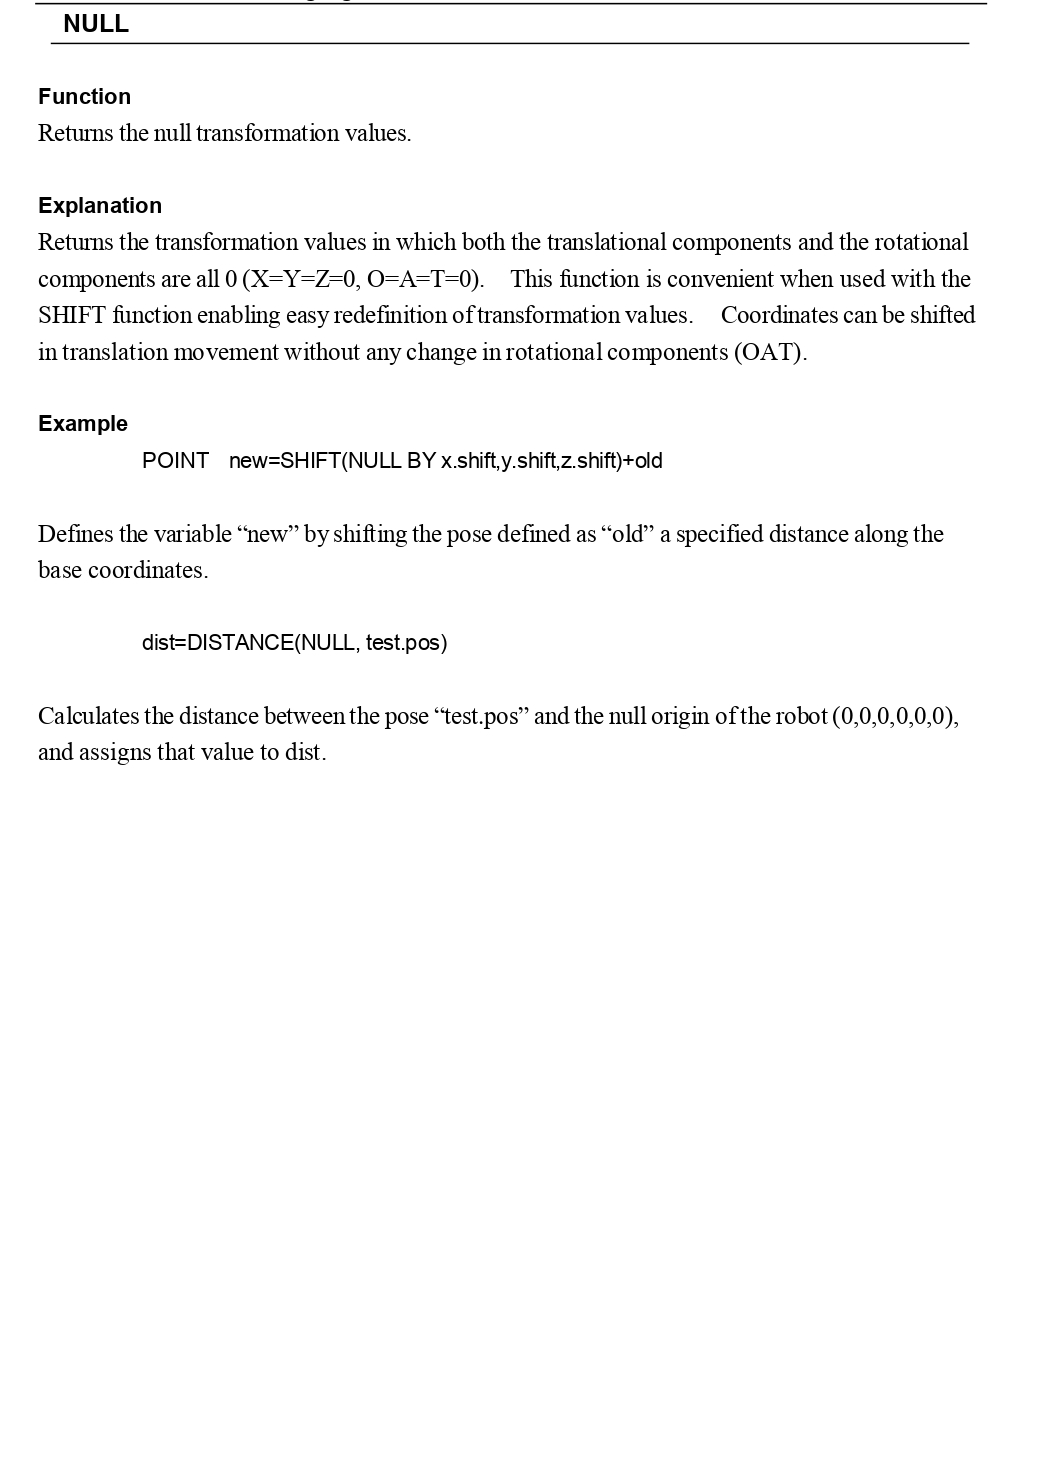 NULL
Function
Returns the null transformation values.
Explanation
Returns the transformation values in which both the translational components and the rotational
components are all 0 (X=Y=Z=0, O=A=T=0). This function is convenient when used with the
SHIFT function enabling easy redefinition of transformation values. Coordinates can be shifted
in translation movement without any change in rotational components (OAT).
Example
POINT new=SHIFT(NULL BY x.shift,y.shift,z.shift)+old
Defines the variable “new” by shifting the pose defined as “old” a specified distance along the
base coordinates.
dist=DISTANCE(NULL, test.pos)
Calculates the distance between the pose “test.pos” and the null origin of the robot (0,0,0,0,0,0),
and assigns that value to dist.